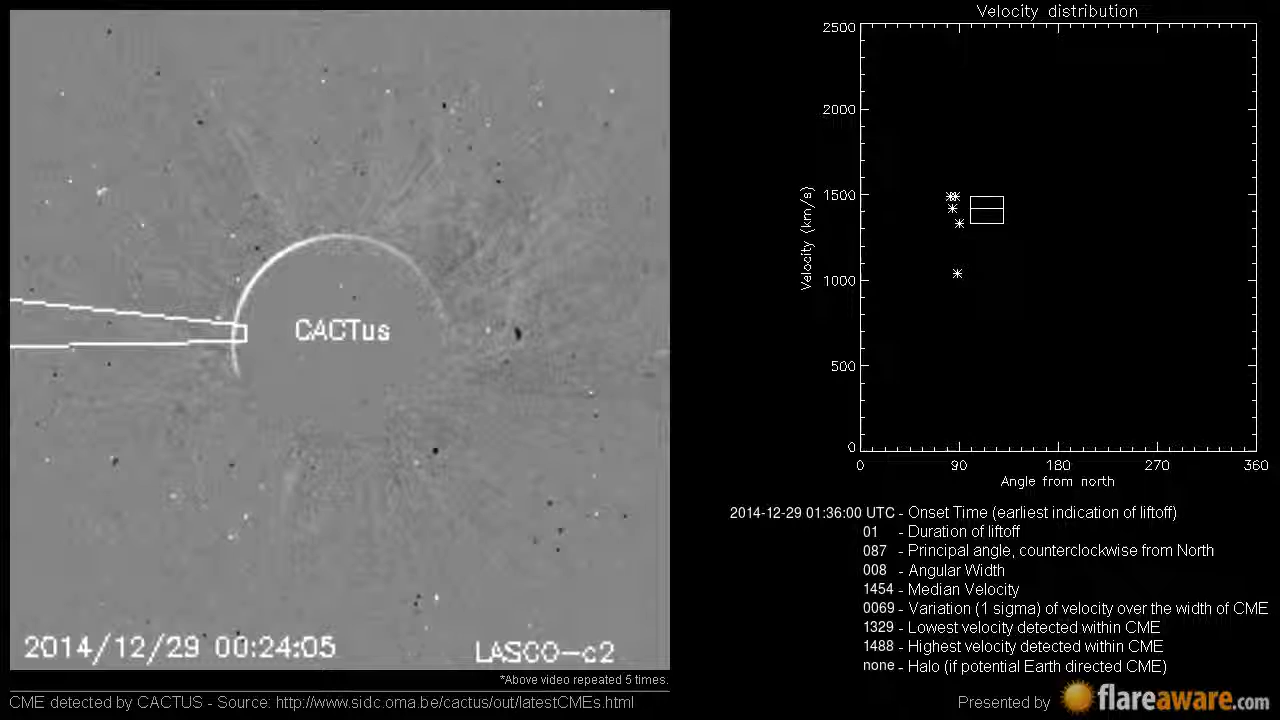 Velocity distribution
2500
2000
1500
1000
500
0
Velocity (km/s)
0 90 180 270 360
Angle from north
CACTus
2014/12/29 00:24:05 LASCO-c2
*Above video repeated 5 times.
CME detected by CACTUS - Source: http://www.sidc.oma.be/cactus/out/latestCMEs.html
2014-12-29 01:36:00 UTC - Onset Time (earliest indication of liftoff)
01 - Duration of liftoff
087 - Principal angle, counterclockwise from North
008 - Angular Width
1454 - Median Velocity
0069 - Variation (1 sigma) of velocity over the width of CME
1329 - Lowest velocity detected within CME
1488 - Highest velocity detected within CME
none - Halo (if potential Earth directed CME)
Presented by flareaware.com